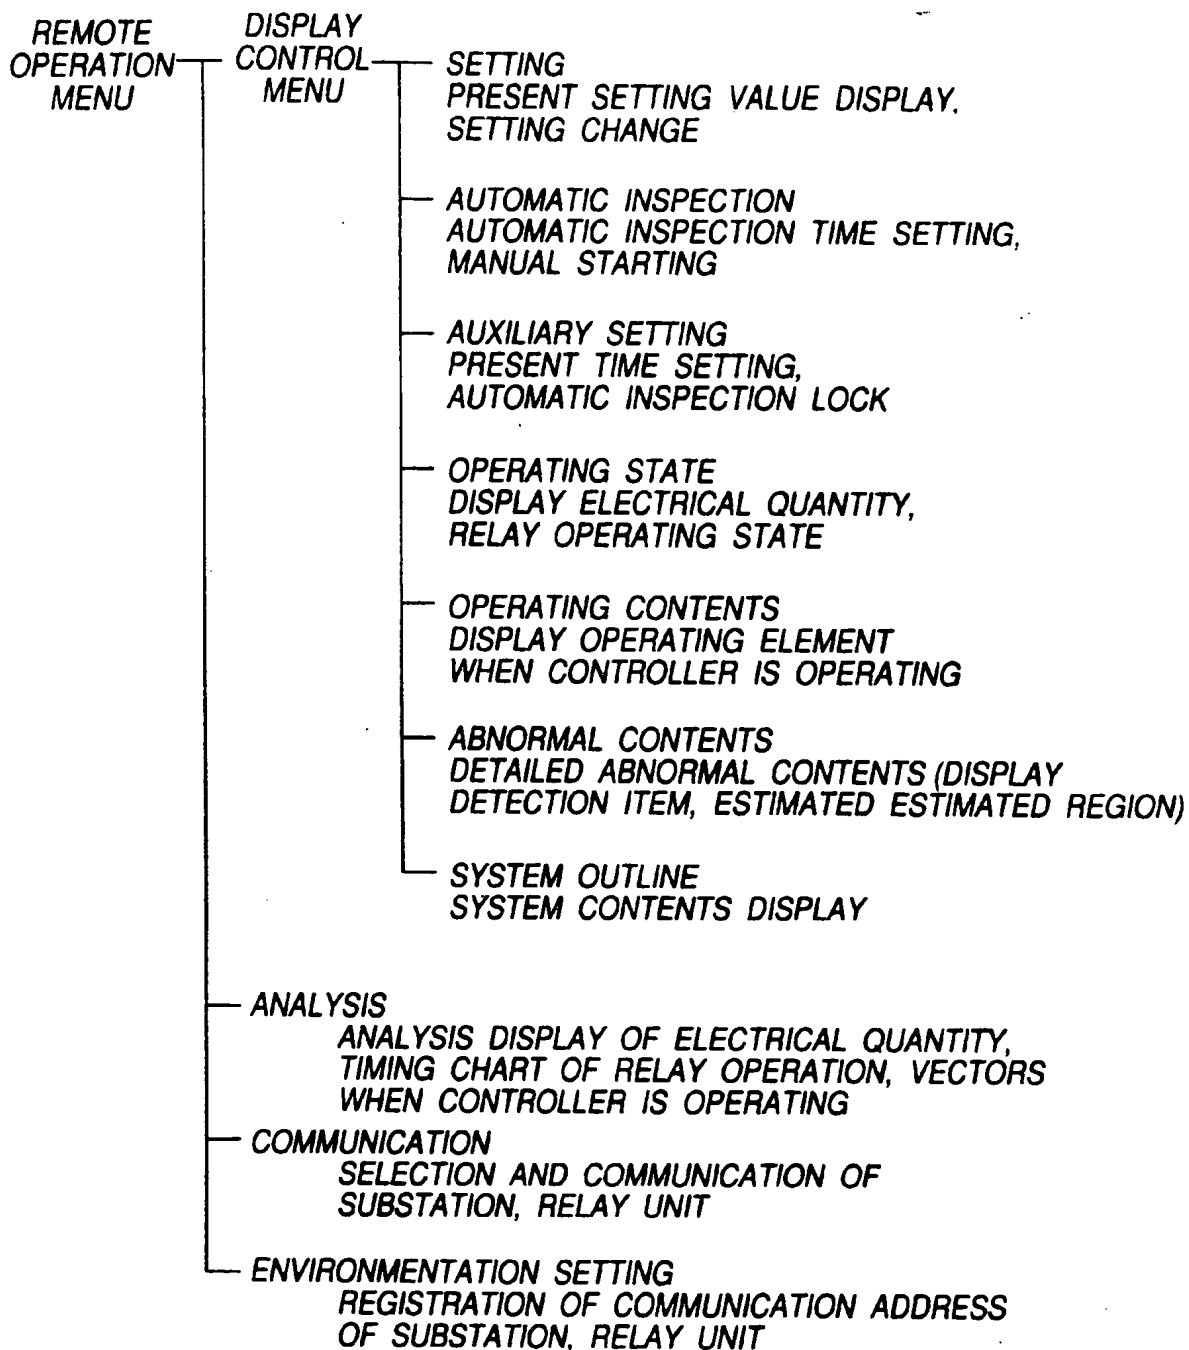 REMOTE
OPERATION
MENU
DISPLAY
CONTROL
MENU
SETTING
PRESENT SETTING VALUE DISPLAY,
SETTING CHANGE
AUTOMATIC INSPECTION
AUTOMATIC INSPECTION TIME SETTING,
MANUAL STARTING
AUXILIARY SETTING
PRESENT TIME SETTING,
AUTOMATIC INSPECTION LOCK
OPERATING STATE
DISPLAY ELECTRICAL QUANTITY,
RELAY OPERATING STATE
OPERATING CONTENTS
DISPLAY OPERATING ELEMENT
WHEN CONTROLLER IS OPERATING
ABNORMAL CONTENTS
DETAILED ABNORMAL CONTENTS (DISPLAY
DETECTION ITEM, ESTIMATED ESTIMATED REGION)
SYSTEM OUTLINE
SYSTEM CONTENTS DISPLAY
ANALYSIS
ANALYSIS DISPLAY OF ELECTRICAL QUANTITY,
TIMING CHART OF RELAY OPERATION, VECTORS
WHEN CONTROLLER IS OPERATING
COMMUNICATION
SELECTION AND COMMUNICATION OF
SUBSTATION, RELAY UNIT
ENVIRONMENTATION SETTING
REGISTRATION OF COMMUNICATION ADDRESS
OF SUBSTATION, RELAY UNIT